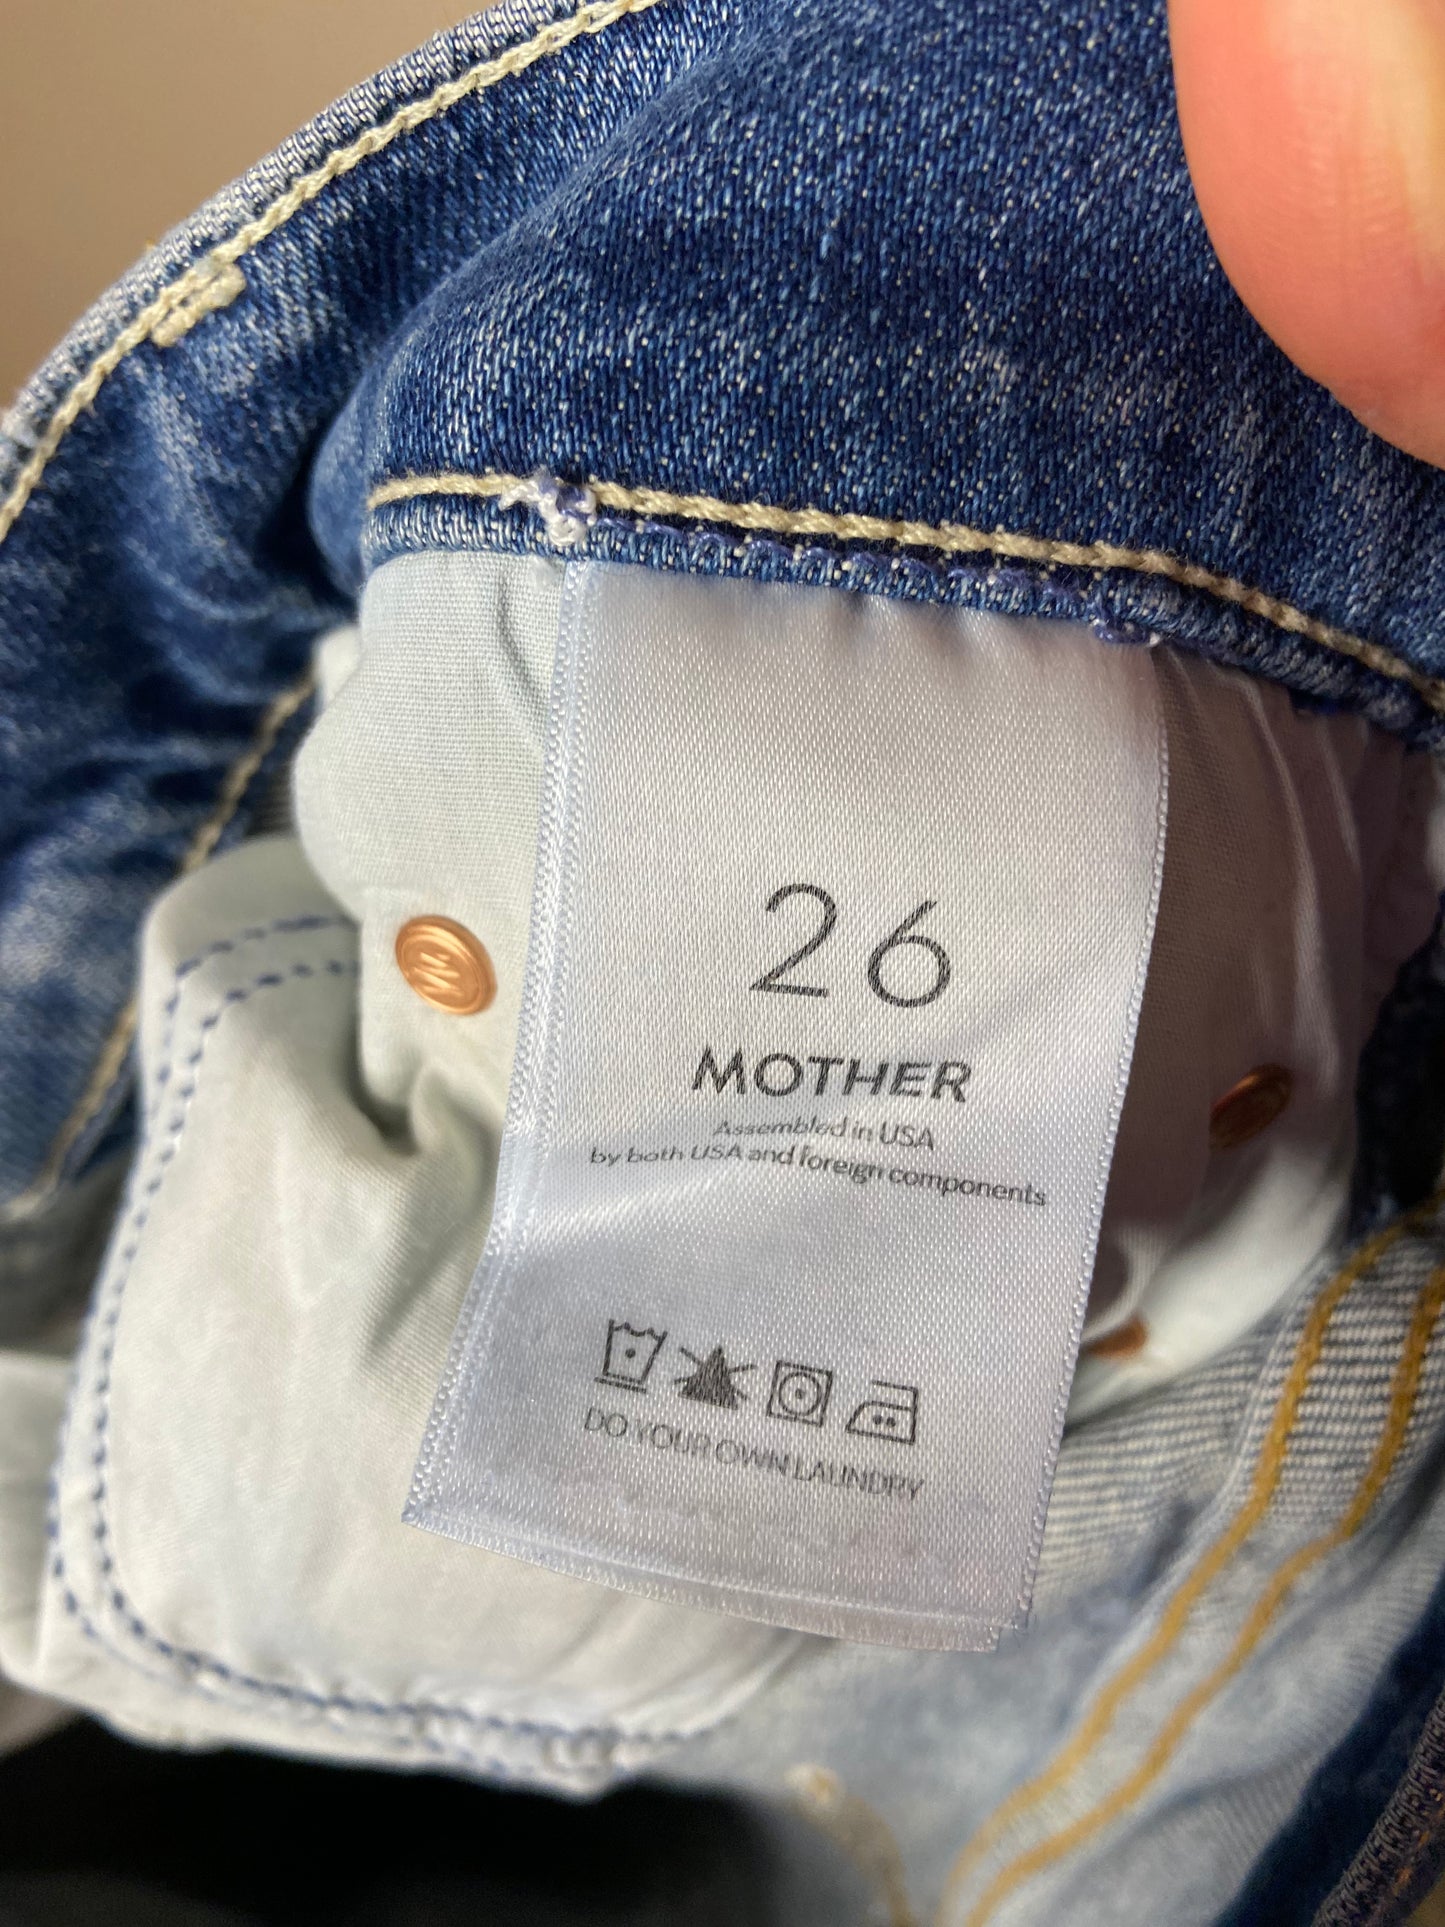 26
MOTHER
Assembled in USA
by both USA and foreign components
DO YOUR OWN LAUNDRY